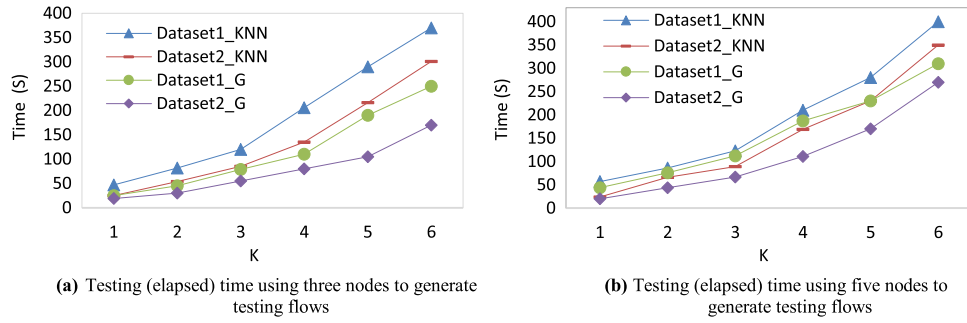 400
350
300
250
200
150
100
50
0
Time (S)
Dataset1_KNN
Dataset2_KNN
Dataset1_G
Dataset2_G
1 2 3 4 5 6
K
(a) Testing (elapsed) time using three nodes to generate
testing flows
400
350
300
250
200
150
100
50
0
Time (S)
Dataset1_KNN
Dataset2_KNN
Dataset1_G
Dataset2_G
1 2 3 4 5 6
K
(b) Testing (elapsed) time using five nodes to
generate testing flows